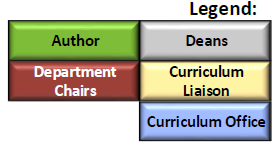 Legend:
Author
Deans
Department
Chairs
Curriculum
Liaison
Curriculum Office